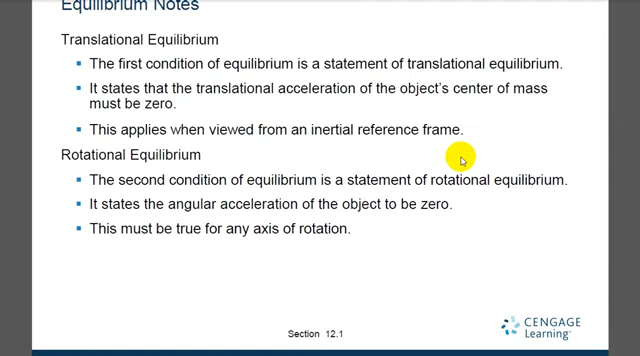 Equilibrium Notes
Translational Equilibrium
The first condition of equilibrium is a statement of translational equilibrium.
It states that the translational acceleration of the object's center of mass
must be zero.
This applies when viewed from an inertial reference frame.
Rotational Equilibrium
The second condition of equilibrium is a statement of rotational equilibrium.
It states the angular acceleration of the object to be zero.
This must be true for any axis of rotation.
Section 12.1
CENGAGE
Learning™